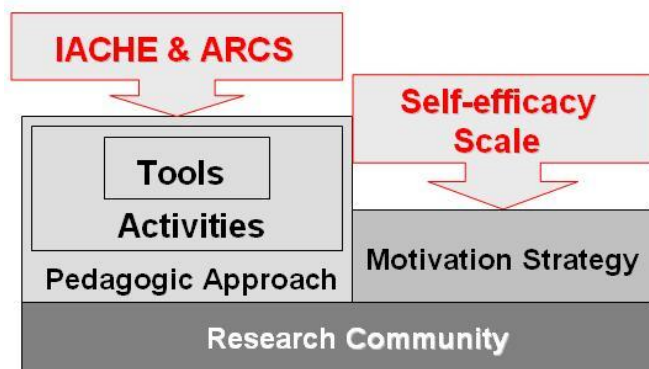 IACHE & ARCS
Self-efficacy
Scale
Tools
Activities
Pedagogic Approach
Motivation Strategy
Research Community